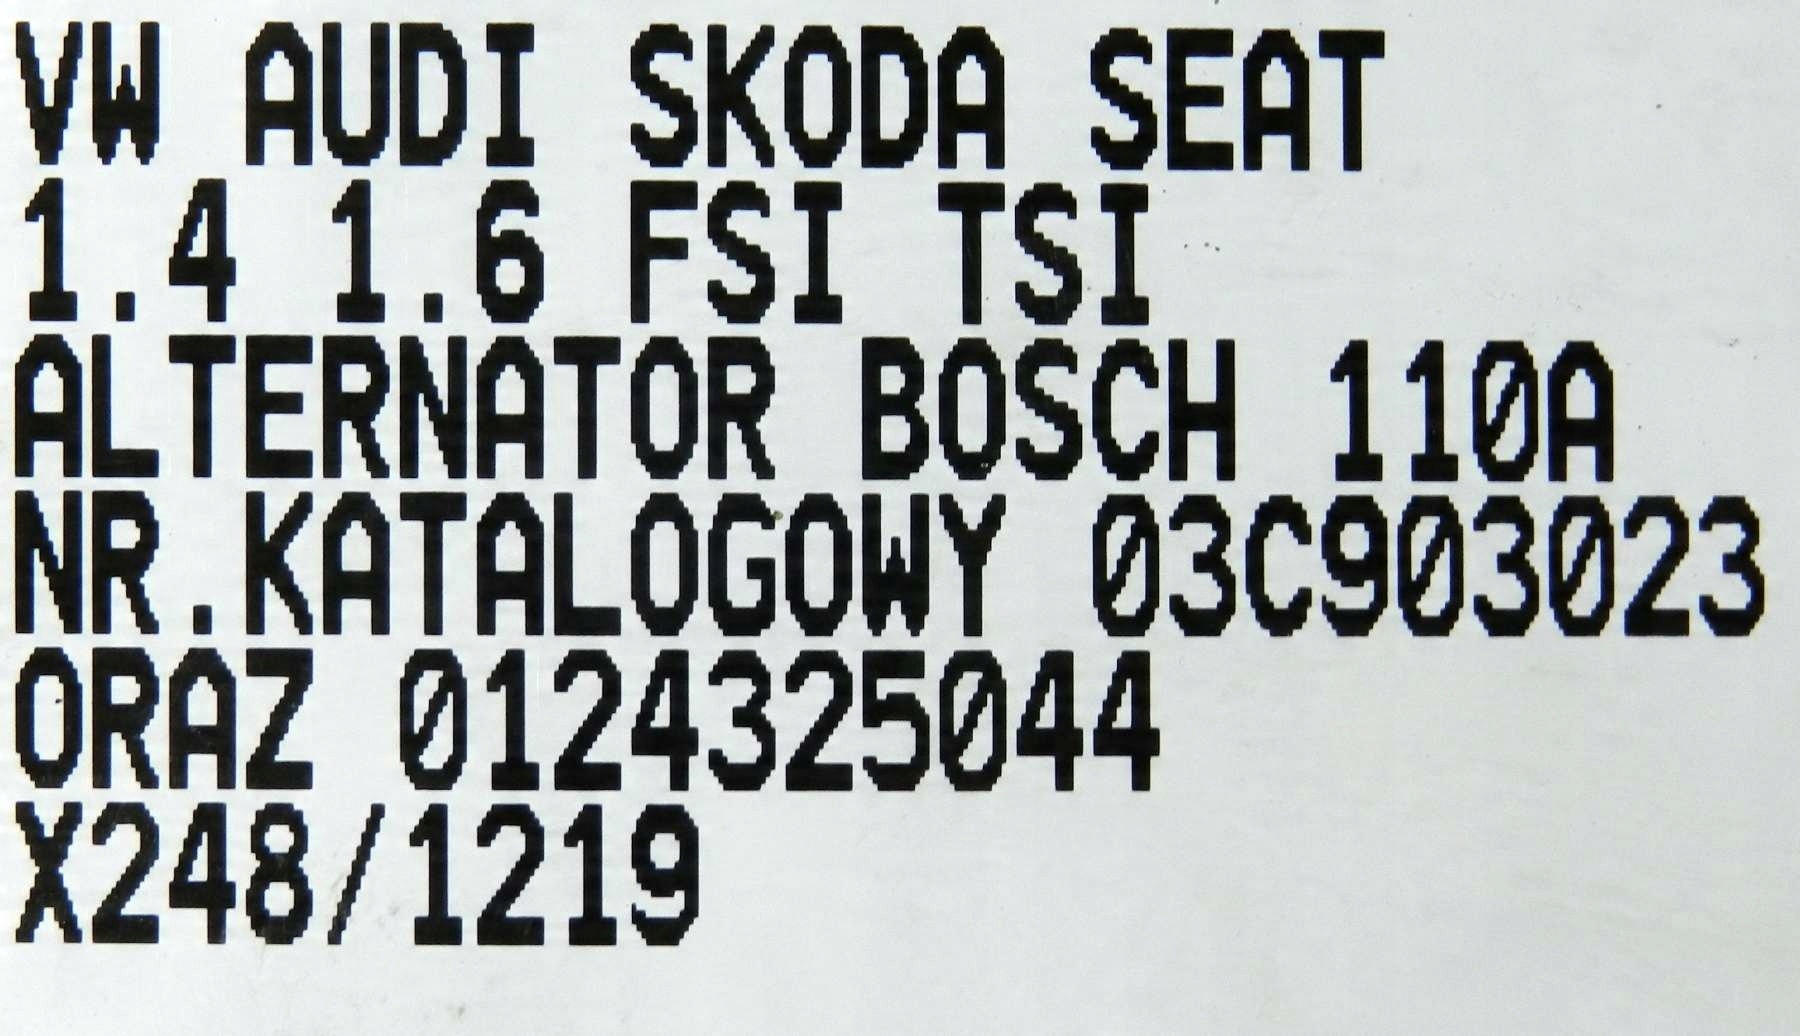 VW AUDI SKODA SEAT
1.4 1.6 FSI TSI
ALTERNATOR BOSCH 110A
NR.KATALOGOWY 03C903023
ORAZ 0124325044
X248/1219